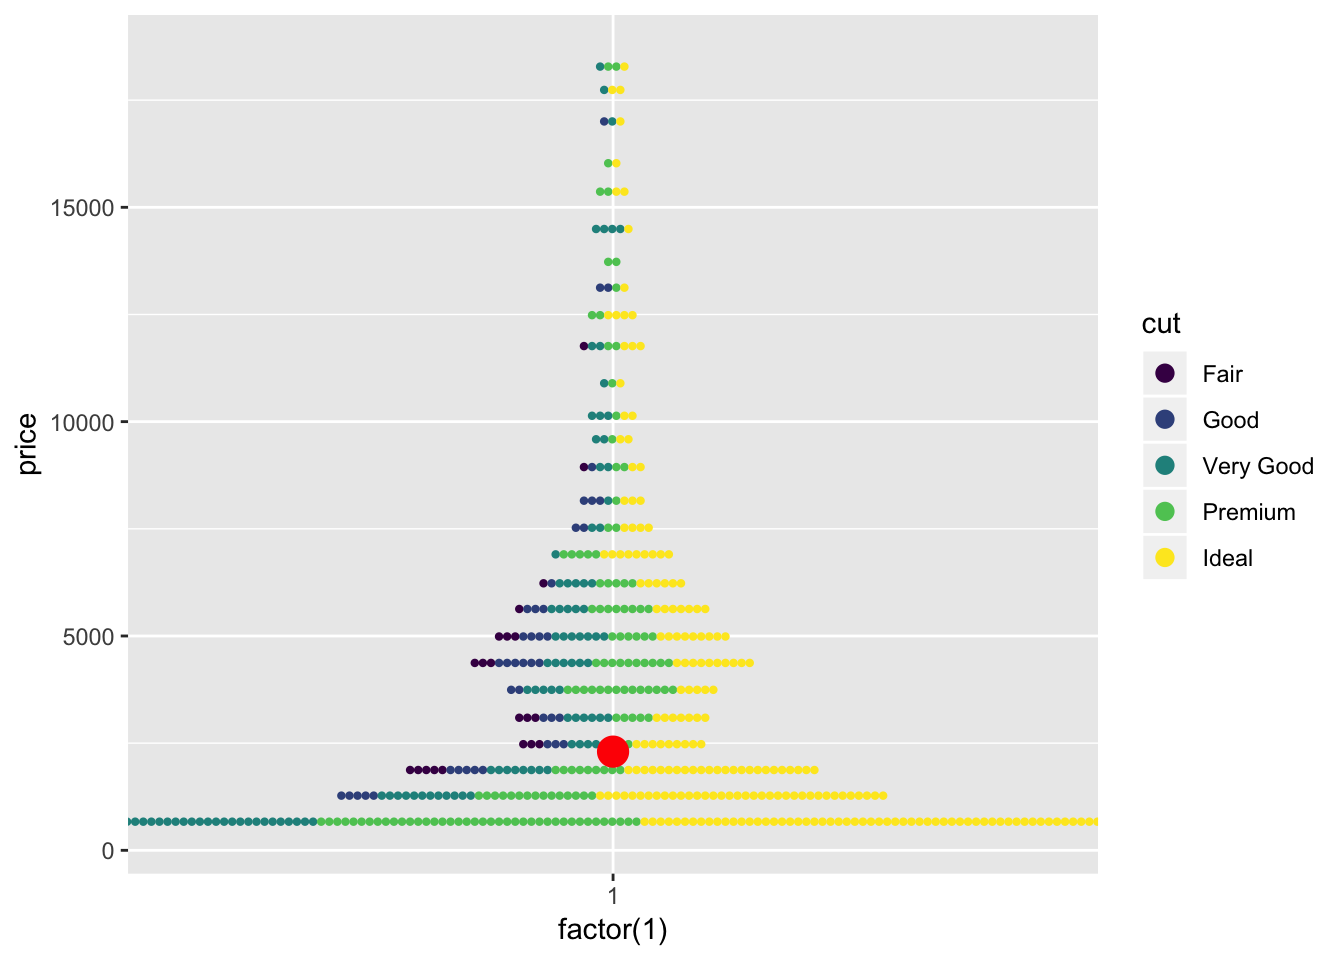 15000
10000
5000
0
price
1
factor(1)
cut
Fair
Good
Very Good
Premium
Ideal